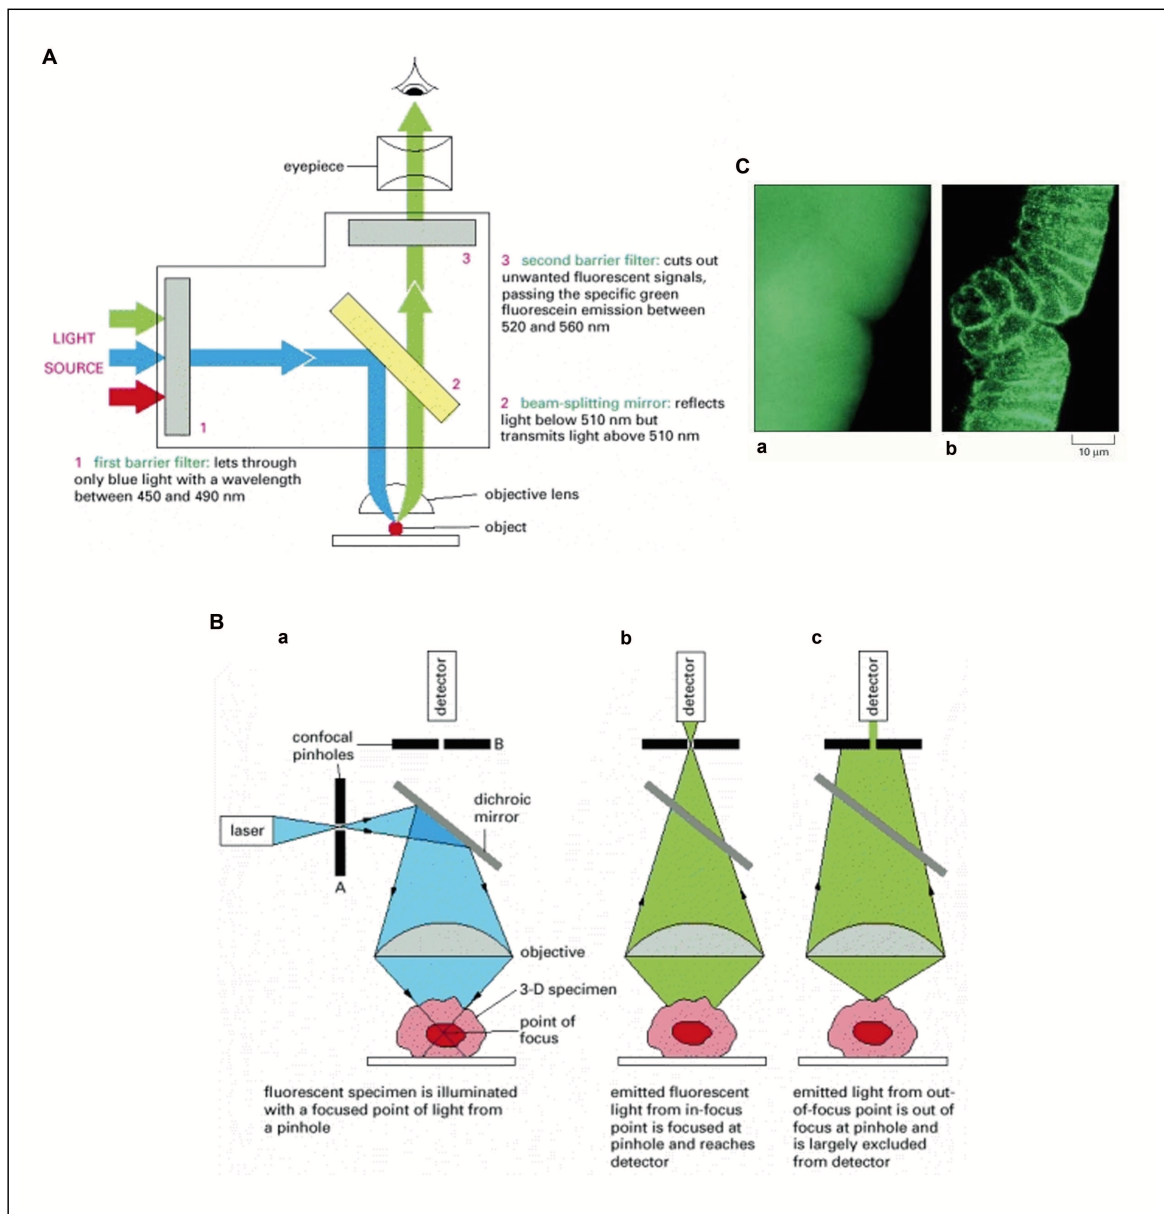 A
eyepiece
3
3 second barrier filter: cuts out
unwanted fluorescent signals,
passing the specific green
fluorescein emission between
520 and 560 nm
LIGHT
SOURCE
2
2 beam-splitting mirror: reflects
light below 510 nm but
transmits light above 510 nm
1
1 first barrier filter: lets through
only blue light with a wavelength
between 450 and 490 nm
objective lens
object
C
a
b
10 µm
B
a
detector
confocal
pinholes
B
dichroic
mirror
laser
A
objective
3-D specimen
point of
focus
fluorescent specimen is illuminated
with a focused point of light from
a pinhole
b
detector
emitted fluorescent
light from in-focus
point is focused at
pinhole and reaches
detector
c
detector
emitted light from out-
of-focus point is out of
focus at pinhole and
is largely excluded
from detector